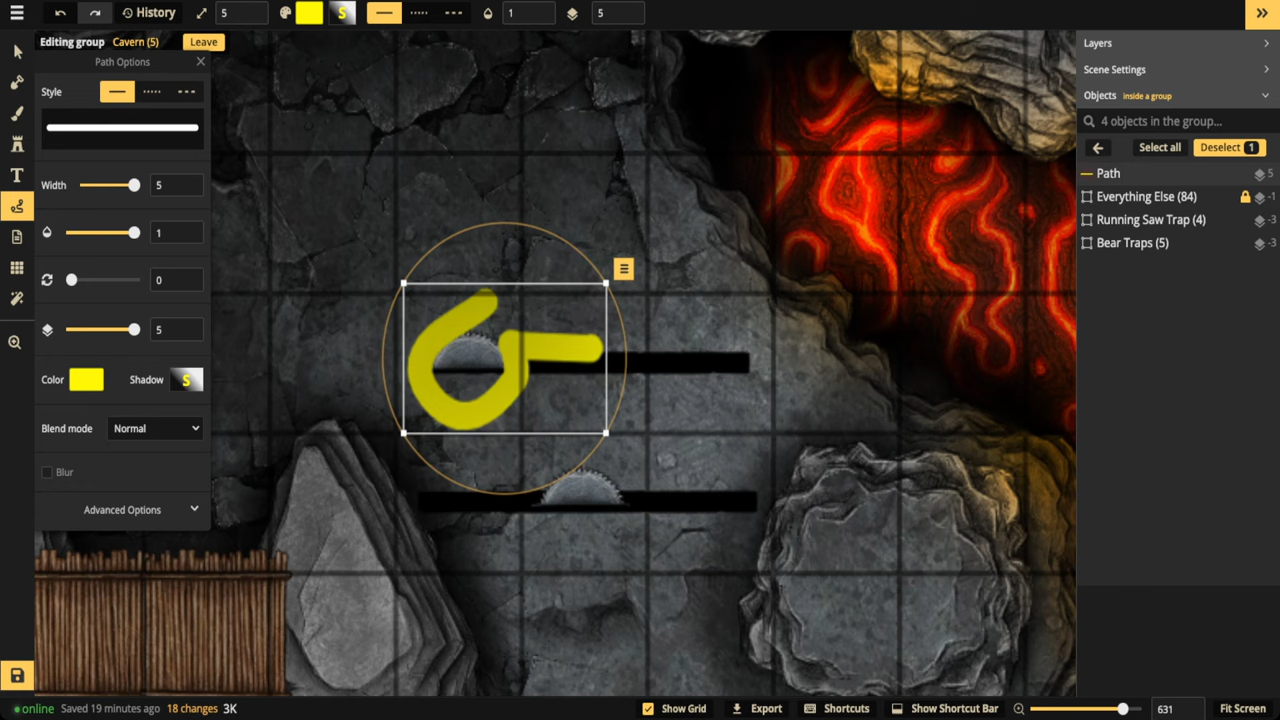 History
5
S
1
5
Editing group Cavern (5) Leave
Path Options
Style
Width 5
1
0
5
Color Shadow S
Blend mode Normal
Blur
Advanced Options
Layers
Scene Settings
Objects inside a group
4 objects in the group...
Select all Deselect 1
Path 5
Everything Else (84) -1
Running Saw Trap (4) -3
Bear Traps (5) -3
online Saved 19 minutes ago 18 changes 3K
Show Grid Export Shortcuts Show Shortcut Bar 631 Fit Screen